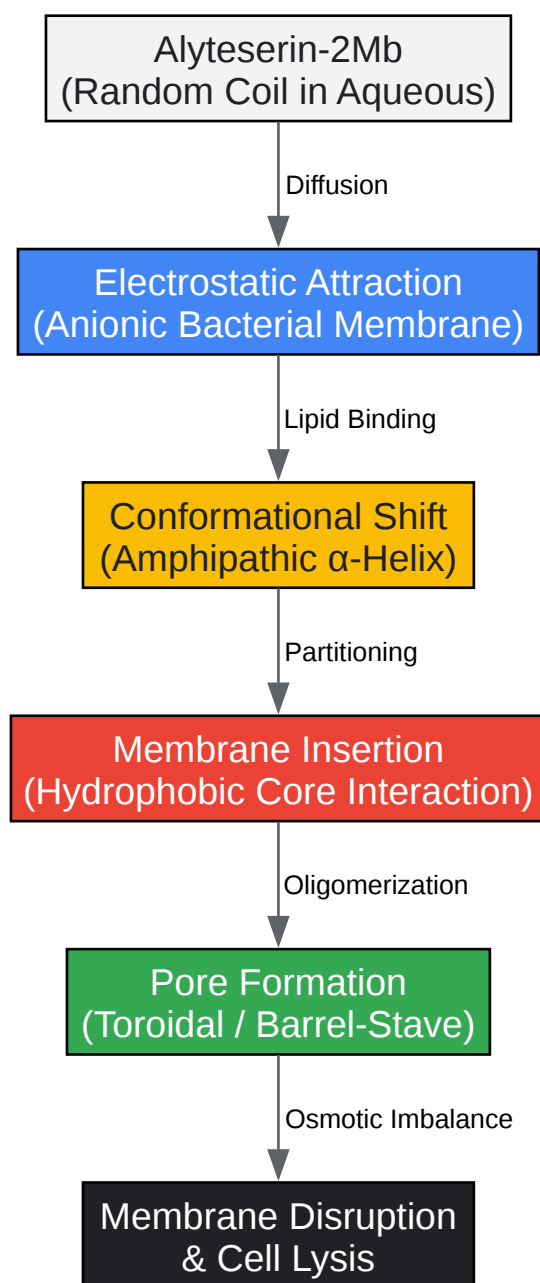 Alyteserin-2Mb
(Random Coil in Aqueous)
Diffusion
Electrostatic Attraction
(Anionic Bacterial Membrane)
Lipid Binding
Conformational Shift
(Amphipathic α-Helix)
Partitioning
Membrane Insertion
(Hydrophobic Core Interaction)
Oligomerization
Pore Formation
(Toroidal / Barrel-Stave)
Osmotic Imbalance
Membrane Disruption
& Cell Lysis